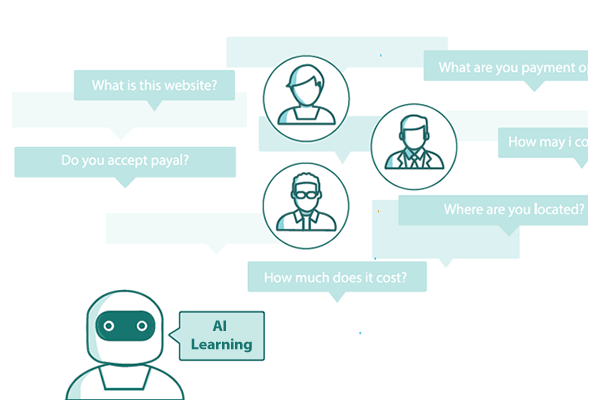 What are you payment o
What is this website?
How may i co
Do you accept payal?
Where are you located?
How much does it cost?
AI
Learning